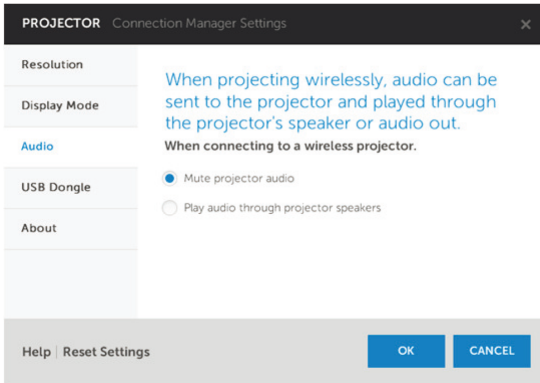 PROJECTOR Connection Manager Settings ×
Resolution
Display Mode
Audio
USB Dongle
About
When projecting wirelessly, audio can be
sent to the projector and played through
the projector's speaker or audio out.
When connecting to a wireless projector.
Mute projector audio
Play audio through projector speakers
Help | Reset Settings
OK
CANCEL